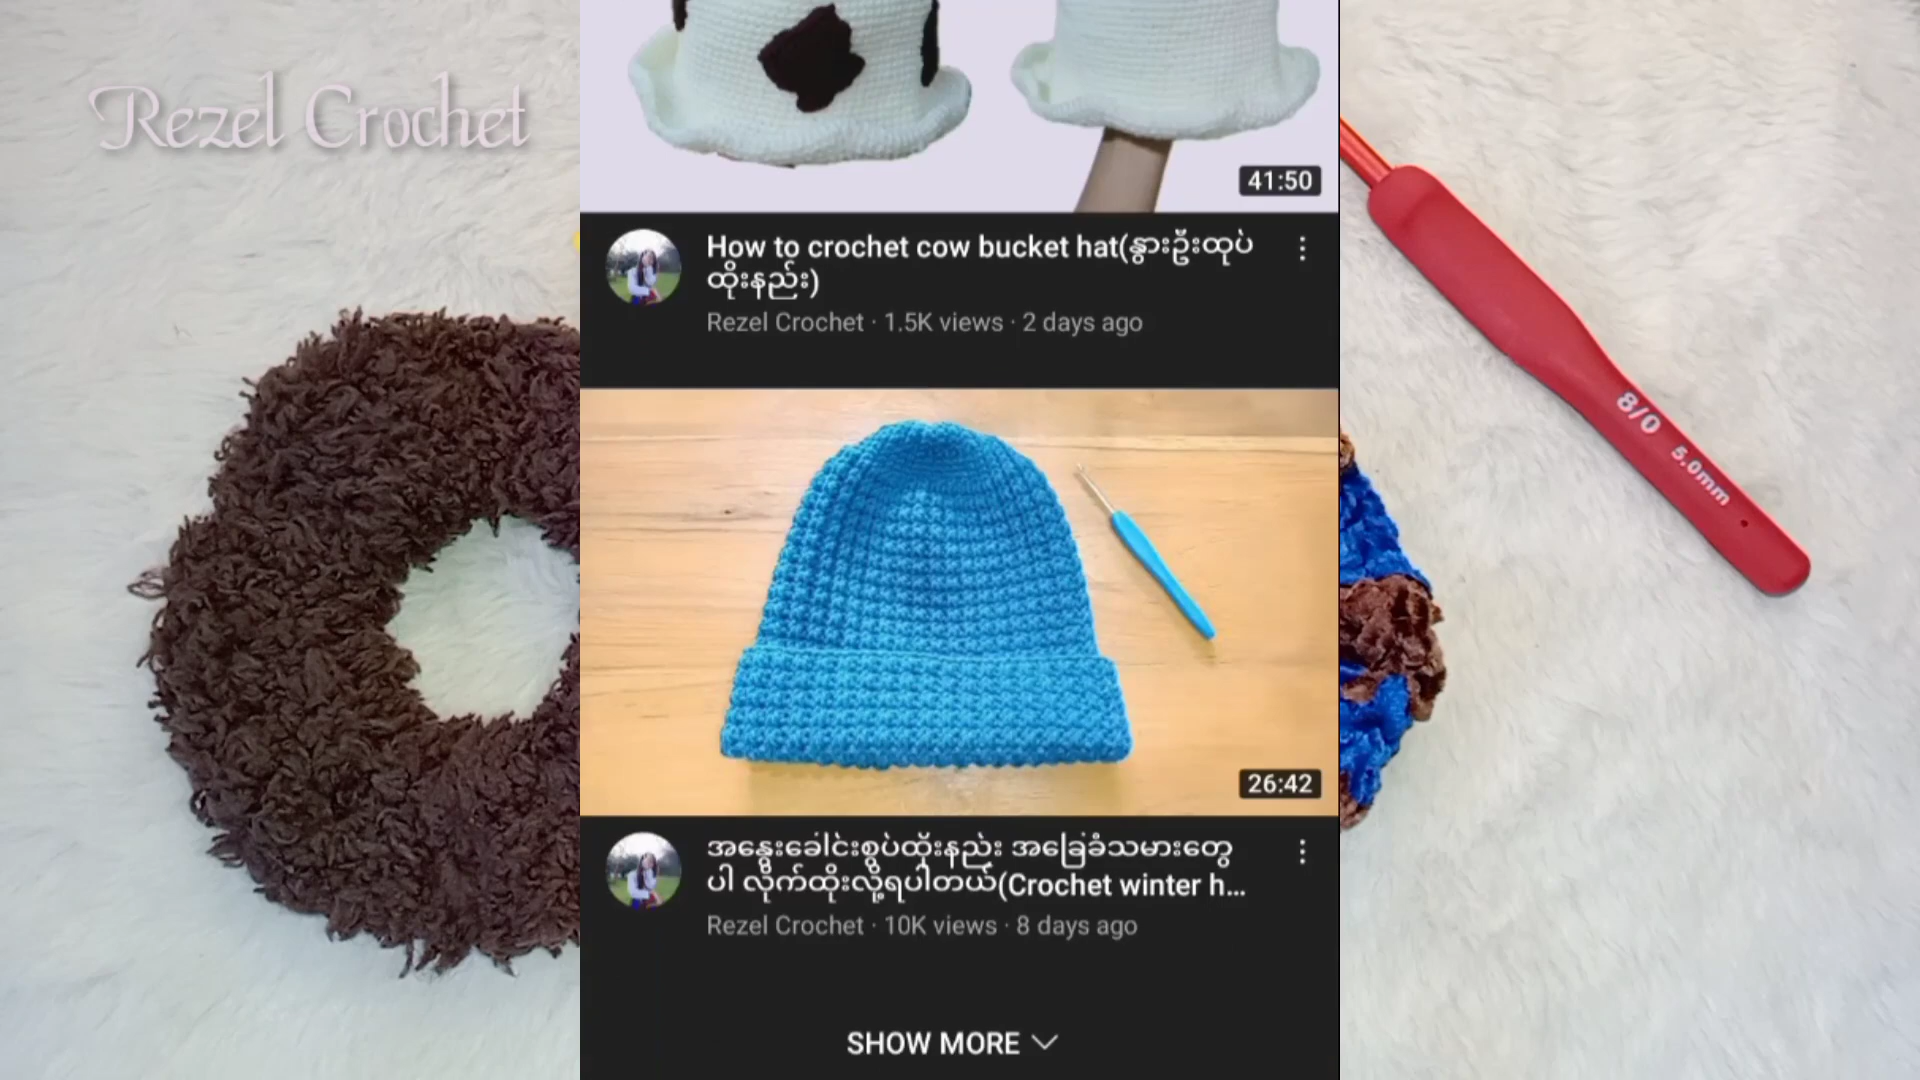 Rezel Crochet
41:50
How to crochet cow bucket hat(နွားဦးထုပ်
ထိုးနည်း)
Rezel Crochet · 1.5K views · 2 days ago
8/0 5.0mm
26:42
အနွေးခေါင်းစွပ်ထိုးနည်း အခြေခံသမားတွေ
ပါ လိုက်ထိုးလို့ရပါတယ်(Crochet winter h...
Rezel Crochet · 10K views · 8 days ago
SHOW MORE